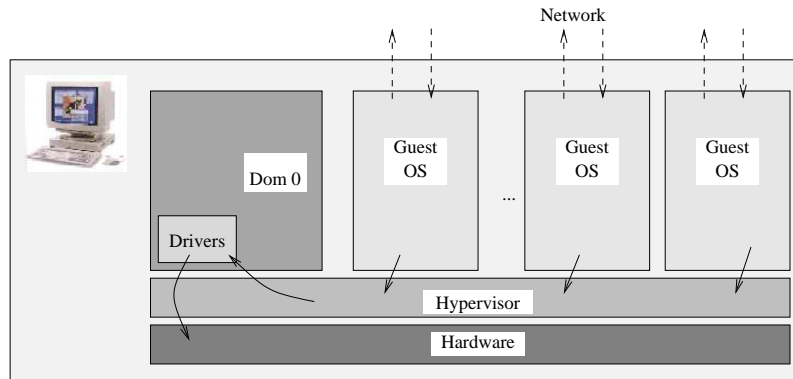 Network
Guest
OS
Guest
OS
Guest
OS
Dom 0
...
Drivers
Hypervisor
Hardware